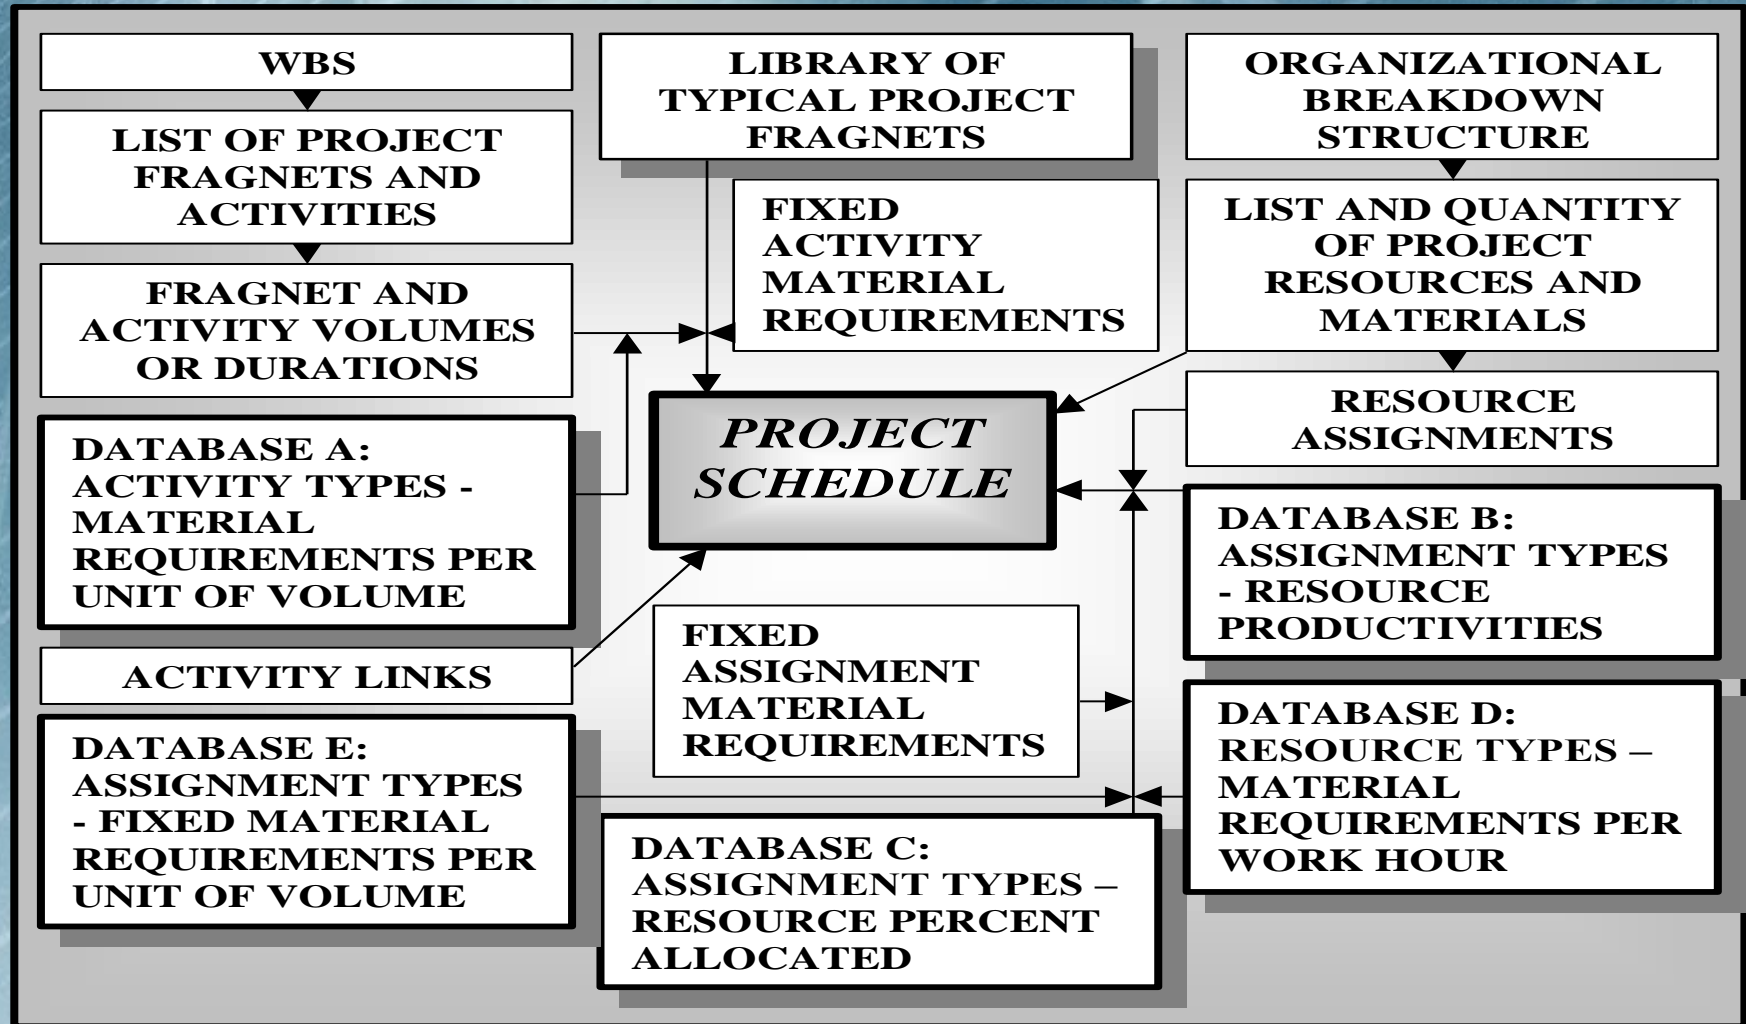 WBS
LIST OF PROJECT
FRAGNETS AND
ACTIVITIES
FRAGNET AND
ACTIVITY VOLUMES
OR DURATIONS
DATABASE A:
ACTIVITY TYPES -
MATERIAL
REQUIREMENTS PER
UNIT OF VOLUME
ACTIVITY LINKS
DATABASE E:
ASSIGNMENT TYPES
- FIXED MATERIAL
REQUIREMENTS PER
UNIT OF VOLUME
LIBRARY OF
TYPICAL PROJECT
FRAGNETS
FIXED
ACTIVITY
MATERIAL
REQUIREMENTS
PROJECT
SCHEDULE
FIXED
ASSIGNMENT
MATERIAL
REQUIREMENTS
DATABASE C:
ASSIGNMENT TYPES –
RESOURCE PERCENT
ALLOCATED
ORGANIZATIONAL
BREAKDOWN
STRUCTURE
LIST AND QUANTITY
OF PROJECT
RESOURCES AND
MATERIALS
RESOURCE
ASSIGNMENTS
DATABASE B:
ASSIGNMENT TYPES
- RESOURCE
PRODUCTIVITIES
DATABASE D:
RESOURCE TYPES –
MATERIAL
REQUIREMENTS PER
WORK HOUR